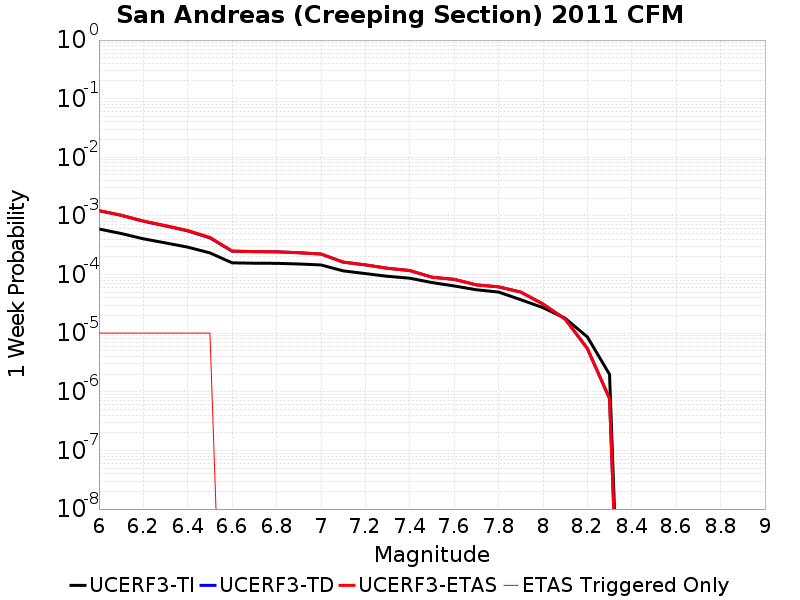 San Andreas (Creeping Section) 2011 CFM
10^0
10^-1
10^-2
10^-3
10^-4
10^-5
10^-6
10^-7
10^-8
1 Week Probability
6 6.2 6.4 6.6 6.8 7 7.2 7.4 7.6 7.8 8 8.2 8.4 8.6 8.8 9
Magnitude
UCERF3-TI UCERF3-TD UCERF3-ETAS ETAS Triggered Only